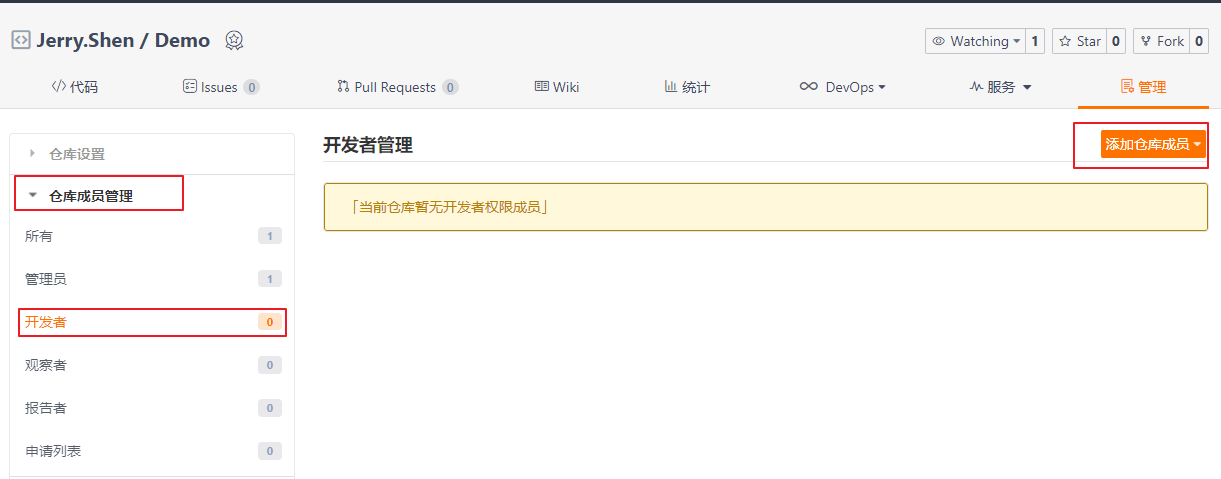 Jerry.Shen / Demo
Watching 1 Star 0 Fork 0
代码 Issues 0 Pull Requests 0 Wiki 统计 DevOps 服务 管理
仓库设置
仓库成员管理
所有 1
管理员 1
开发者 0
观察者 0
报告者 0
申请列表 0
开发者管理 添加仓库成员
「当前仓库暂无开发者权限成员」